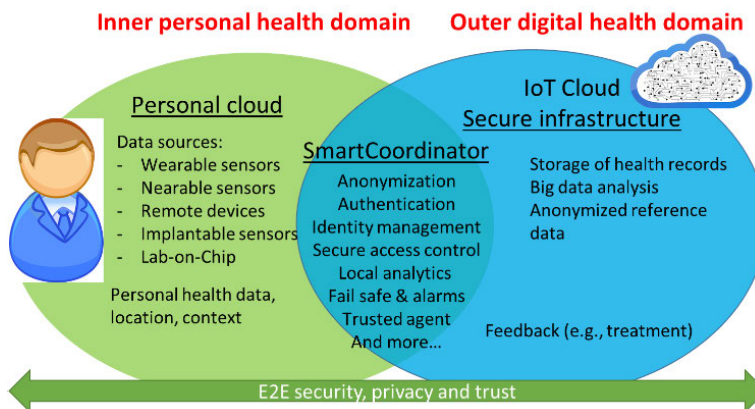 Inner personal health domain
Outer digital health domain
Personal cloud
Data sources:
- Wearable sensors
- Nearable sensors
- Remote devices
- Implantable sensors
- Lab-on-Chip
Personal health data,
location, context
SmartCoordinator
Anonymization
Authentication
Identity management
Secure access control
Local analytics
Fail safe & alarms
Trusted agent
And more...
IoT Cloud
Secure infrastructure
Storage of health records
Big data analysis
Anonymized reference
data
Feedback (e.g., treatment)
E2E security, privacy and trust